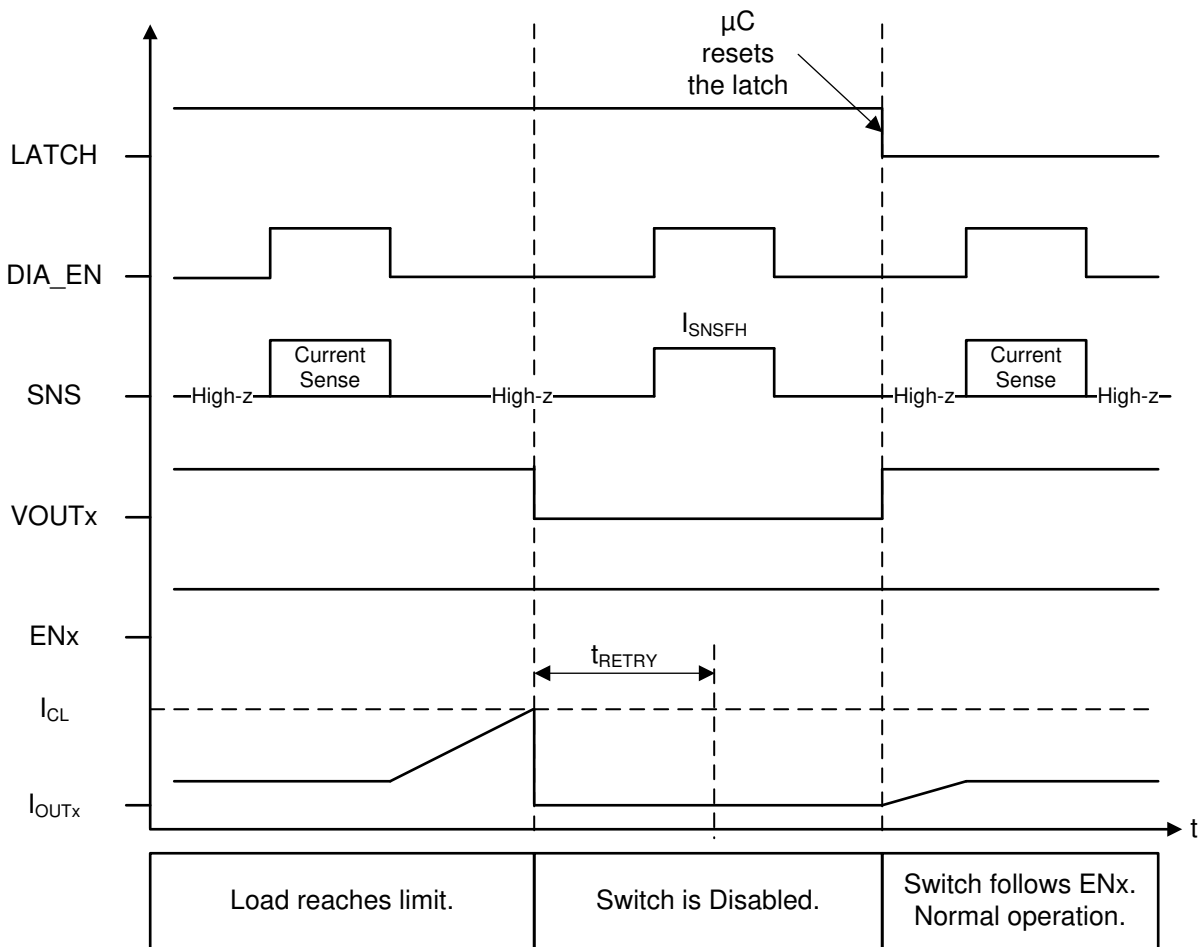 µC
resets
the latch
LATCH
DIA_EN
ISNSFH
Current
Sense
Current
Sense
SNS
High-z
High-z
High-z
High-z
VOUTx
ENx
tRETRY
ICL
IOUTx
t
Load reaches limit.
Switch is Disabled.
Switch follows ENx.
Normal operation.